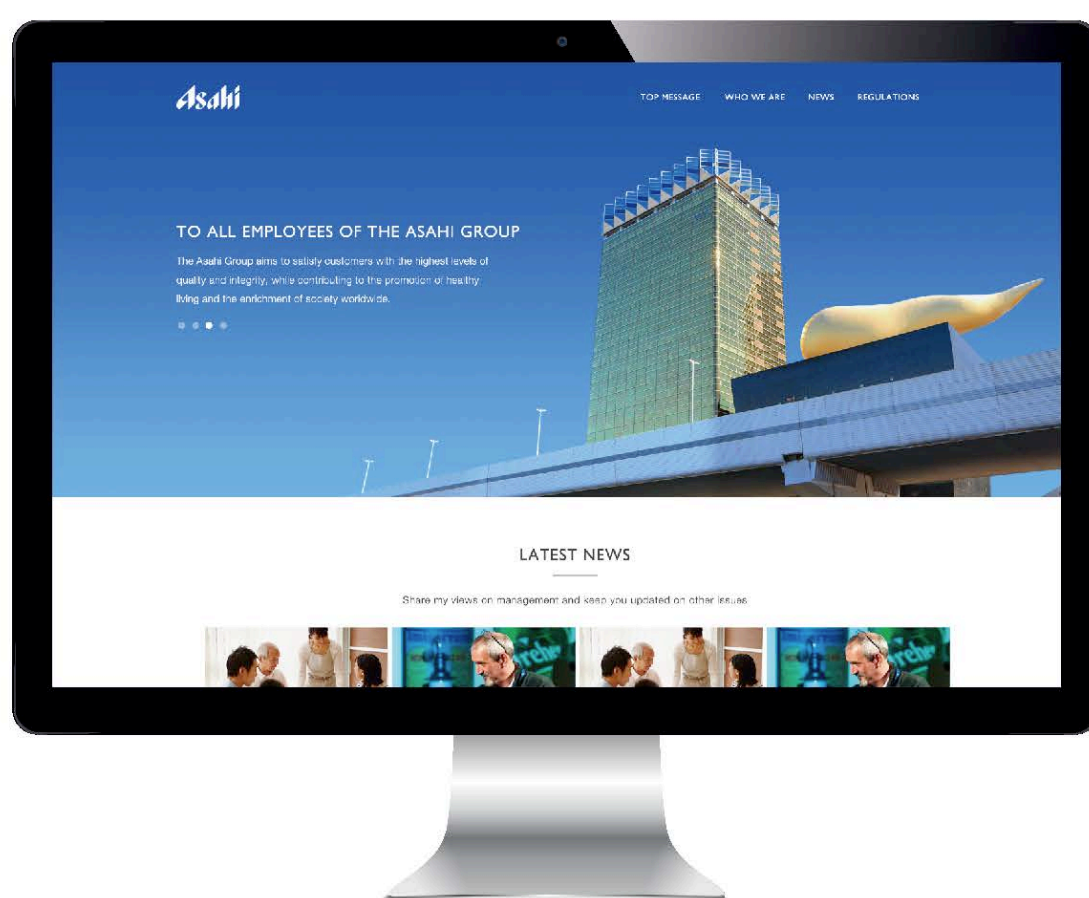 Asahi
TOP MESSAGE WHO WE ARE NEWS REGULATIONS
TO ALL EMPLOYEES OF THE ASAHI GROUP
The Asahi Group aims to satisfy customers with the highest levels of
quality and integrity, while contributing to the promotion of healthy
living and the enrichment of society worldwide.
LATEST NEWS
Share my views on management and keep you updated on other issues